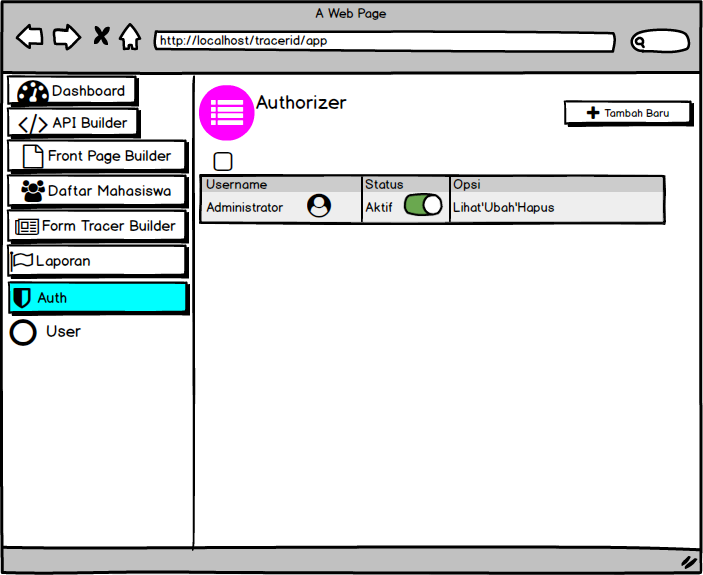 A Web Page
http://localhost/tracerid/app
Dashboard
</> API Builder
Front Page Builder
Daftar Mahasiswa
Form Tracer Builder
Laporan
Auth
User
Authorizer
Tambah Baru
Username Status Opsi
Administrator Aktif Lihat'Ubah'Hapus